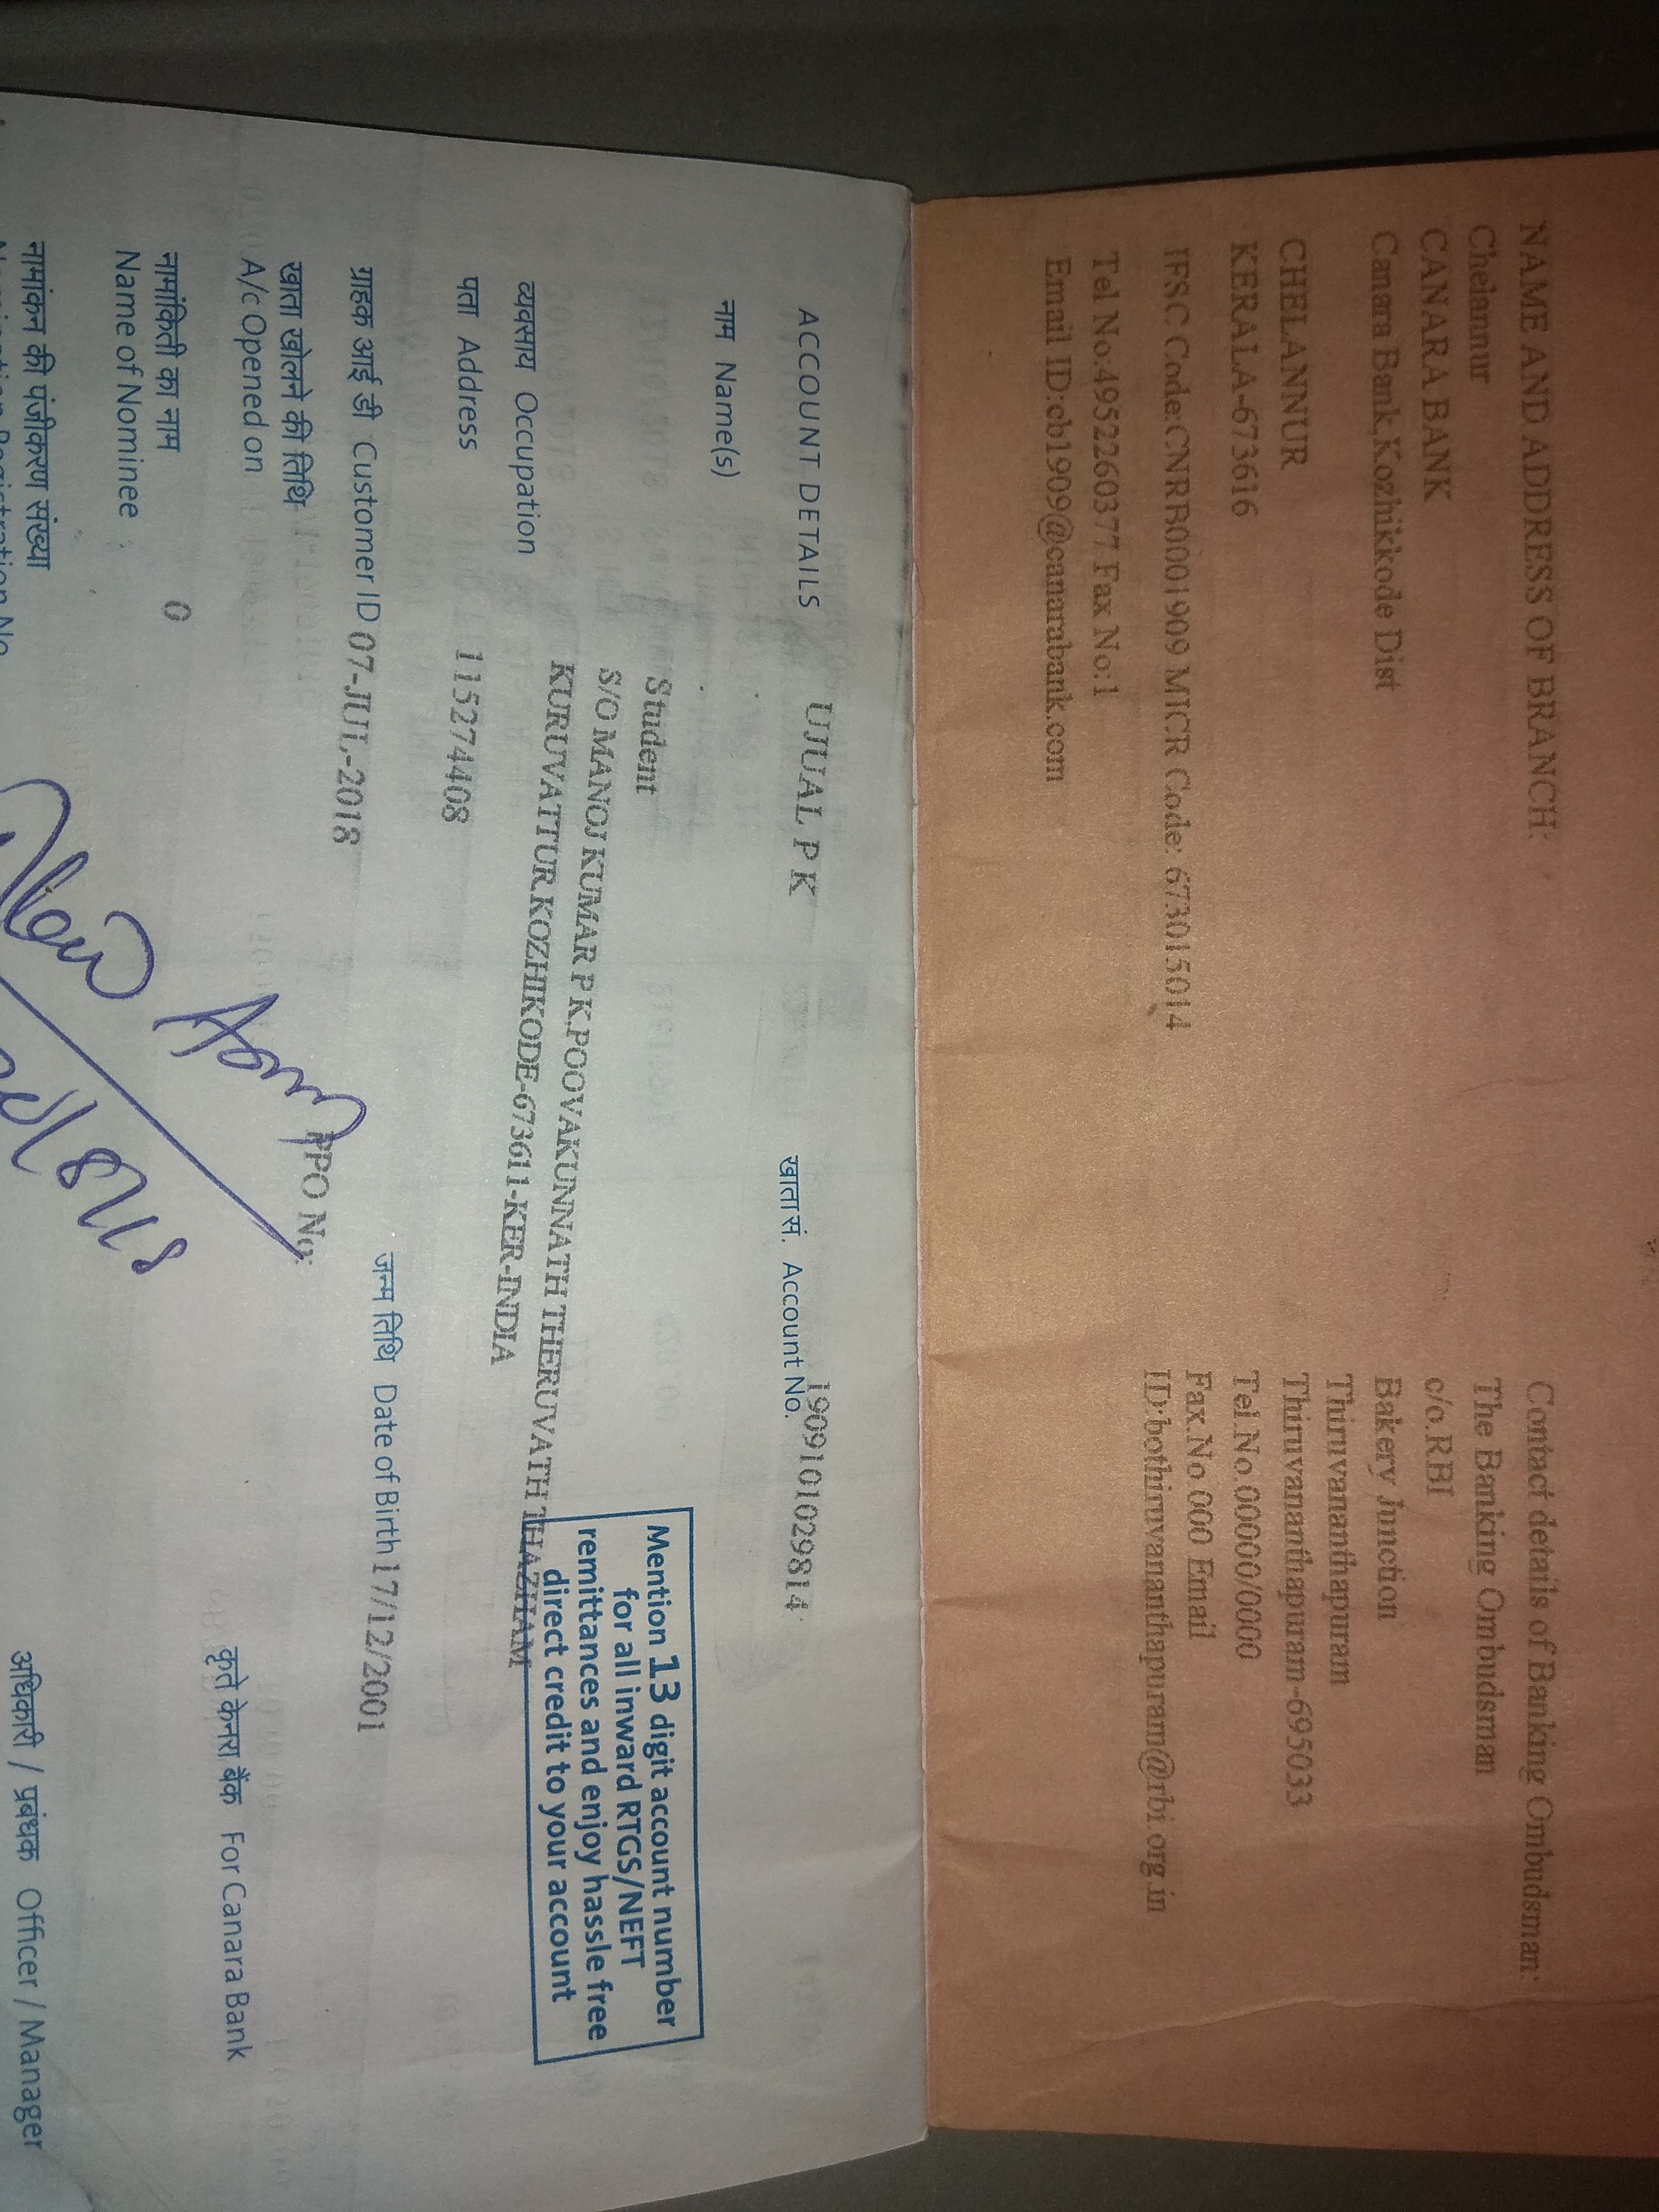 NAME AND ADDRESS OF BRANCH:
Chelannur
CANARA BANK
Canara Bank,Kozhikkode Dist
CHELANNUR
KERALA-673616
IFSC Code:CNRB0001909 MICR Code: 673015014
Tel No:4952260377 Fax No:1
Email ID:cb1909@canarabank.com
Contact details of Banking Ombudsman:
The Banking Ombudsman
c/o.RBI
Bakery Junction
Thiruvananthapuram
Thiruvananthapuram-695033
Tel.No.00000/0000
Fax.No.000 Email
ID:bothiruvananthapuram@rbi.org.in
ACCOUNT DETAILS
खाता सं. Account No. 1909101029814
नाम Name(s) UJUAL P K
व्यवसाय Occupation Student
पता Address S/O MANOJ KUMAR P K,POOVAKUNNATH THERUVATH THAZHAM
KURUVATTUR KOZHIKODE-673611-KER-INDIA
Mention 13 digit account number
for all inward RTGS/NEFT
remittances and enjoy hassle free
direct credit to your account
ग्राहक आई डी Customer ID 115274408
जन्म तिथि Date of Birth 17/12/2001
खाता खोलने की तिथि
A/c Opened on 07-JUL-2018
PPO No:
नामांकिती का नाम
Name of Nominee 0
कृते केनरा बैंक For Canara Bank
नामांकन की पंजीकरण संख्या
Nomination Registration No
अधिकारी / प्रबंधक Officer / Manager